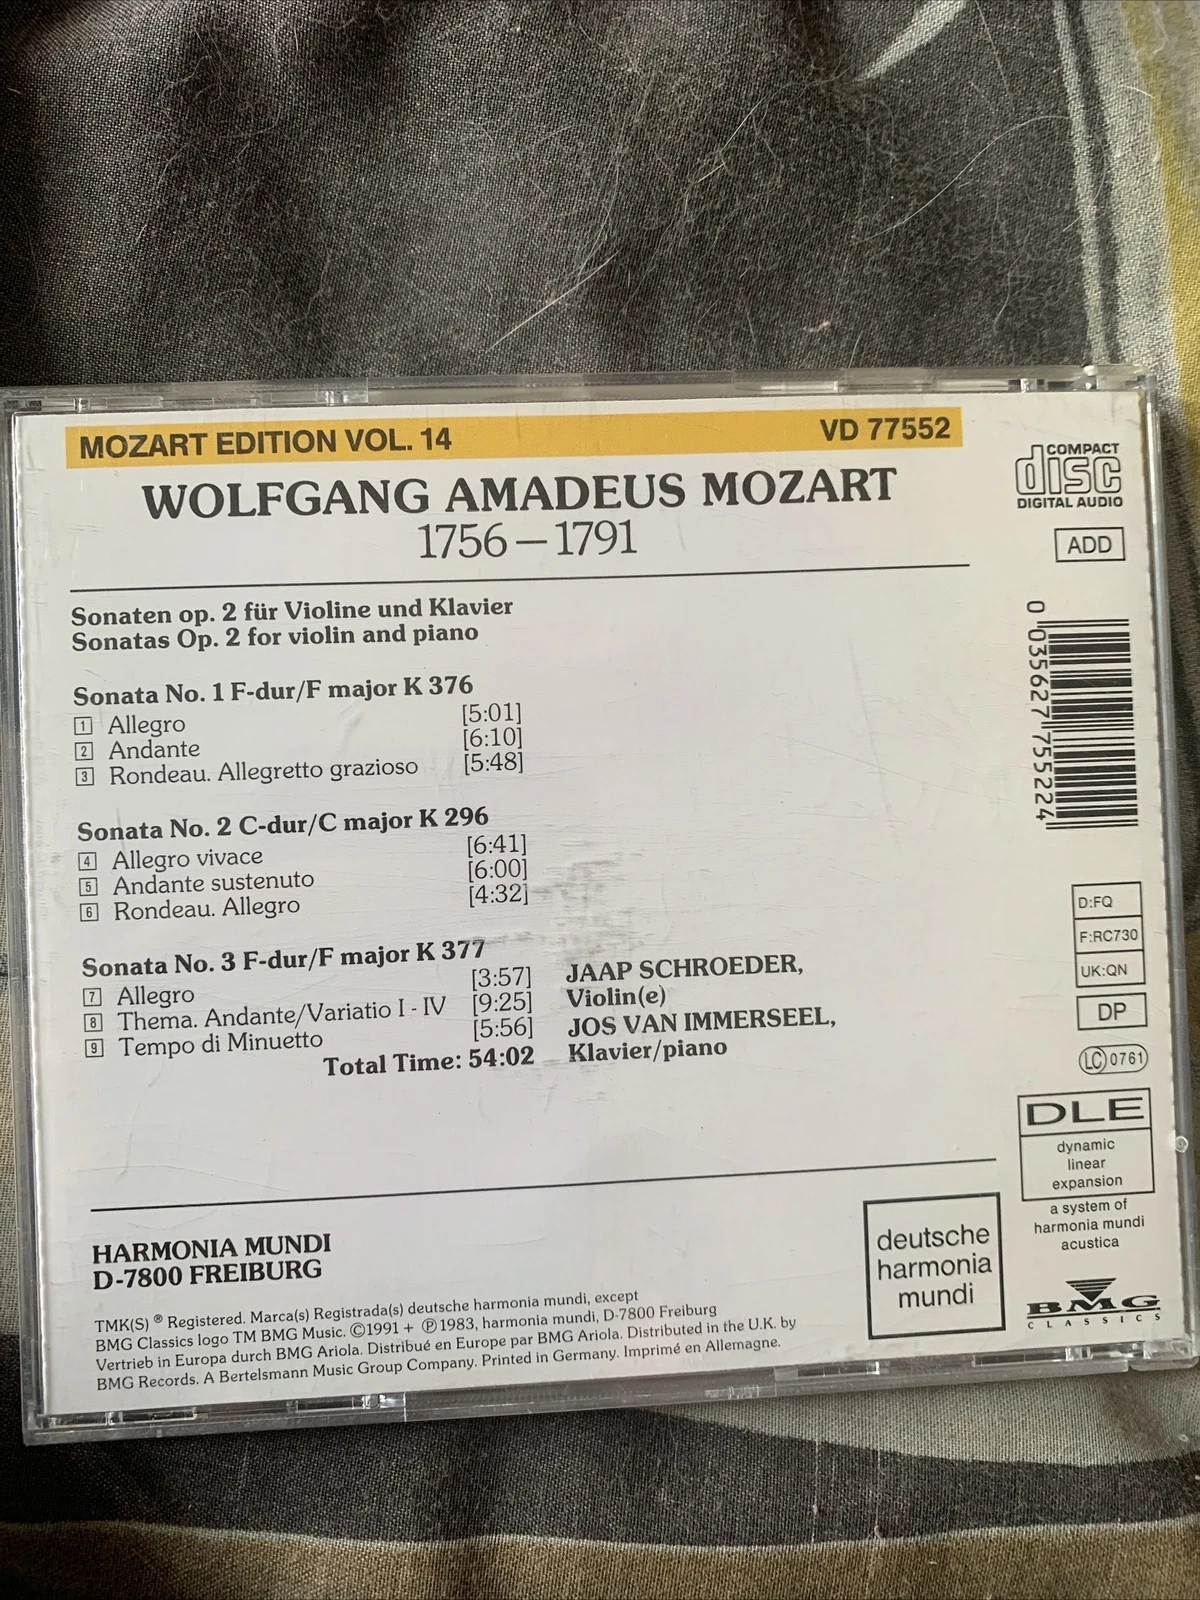 MOZART EDITION VOL. 14 VD 77552
WOLFGANG AMADEUS MOZART
1756 – 1791
Sonaten op. 2 für Violine und Klavier
Sonatas Op. 2 for violin and piano
Sonata No. 1 F-dur/F major K 376
1 Allegro [5:01]
2 Andante [6:10]
3 Rondeau. Allegretto grazioso [5:48]
Sonata No. 2 C-dur/C major K 296
4 Allegro vivace [6:41]
5 Andante sustenuto [6:00]
6 Rondeau. Allegro [4:32]
Sonata No. 3 F-dur/F major K 377
7 Allegro [3:57]
8 Thema. Andante/Variatio I - IV [9:25]
9 Tempo di Minuetto [5:56]
Total Time: 54:02
JAAP SCHROEDER,
Violin(e)
JOS VAN IMMERSEEL,
Klavier/piano
HARMONIA MUNDI
D-7800 FREIBURG
TMK(S) ® Registered. Marca(s) Registrada(s) deutsche harmonia mundi, except
BMG Classics logo TM BMG Music. ©1991 + ℗1983, harmonia mundi, D-7800 Freiburg
Vertrieb in Europa durch BMG Ariola. Distribué en Europe par BMG Ariola. Distributed in the U.K. by
BMG Records. A Bertelsmann Music Group Company. Printed in Germany. Imprimé en Allemagne.
deutsche
harmonia
mundi
COMPACT
disc
DIGITAL AUDIO
ADD
0 035627 755224
D:FQ
F:RC730
UK:QN
DP
LC 0761
DLE
dynamic
linear
expansion
a system of
harmonia mundi
acustica
BMG
CLASSICS